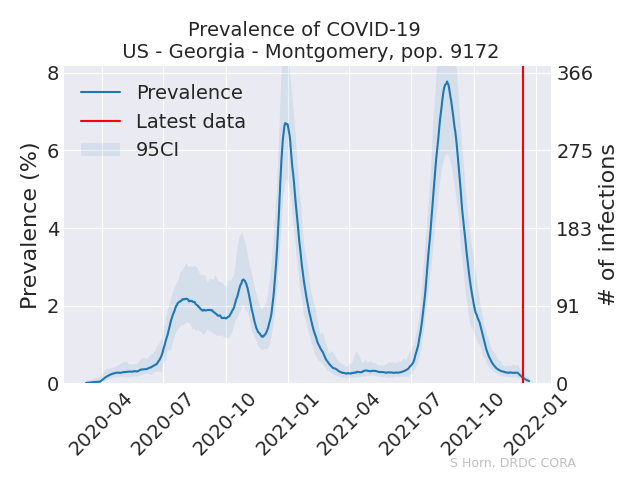 Prevalence of COVID-19
US - Georgia - Montgomery, pop. 9172
Prevalence
Latest data
95CI
Prevalence (%)
8
6
4
2
0
366
275
183
91
0
# of infections
2020-04
2020-07
2020-10
2021-01
2021-04
2021-07
2021-10
2022-01
S Horn, DRDC CORA